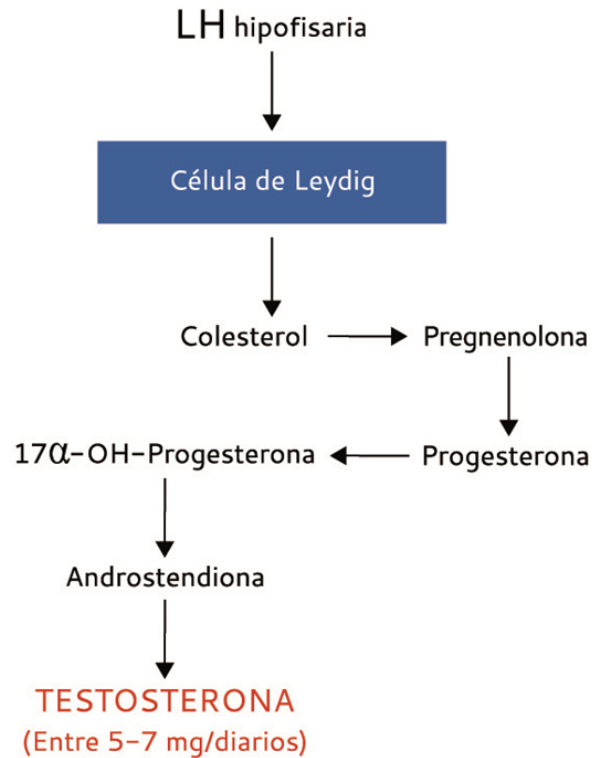 LH hipofisaria
Célula de Leydig
Colesterol
Pregnenolona
17α-OH-Progesterona
Progesterona
Androstendiona
TESTOSTERONA
(Entre 5-7 mg/diarios)